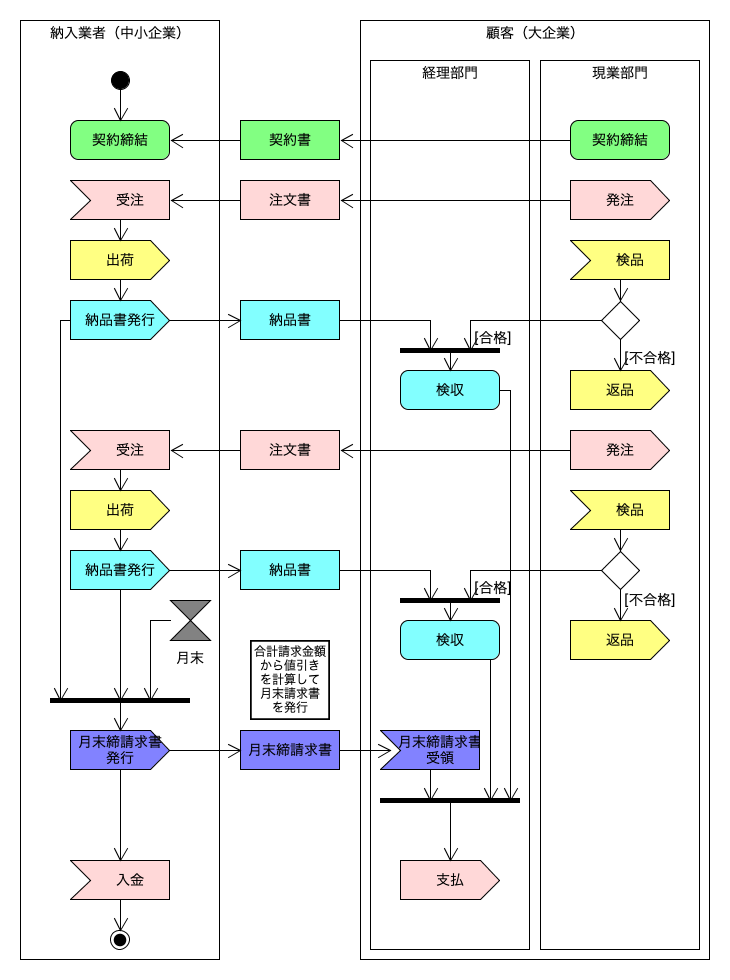 納入業者（中小企業）
顧客（大企業）
経理部門
現業部門
契約締結
契約書
契約締結
受注
注文書
発注
出荷
検品
納品書発行
納品書
[合格]
[不合格]
検収
返品
受注
注文書
発注
出荷
検品
納品書発行
納品書
[合格]
[不合格]
検収
返品
月末
合計請求金額
から値引き
を計算して
月末請求書
を発行
月末締請求書
発行
月末締請求書
月末締請求書
受領
入金
支払